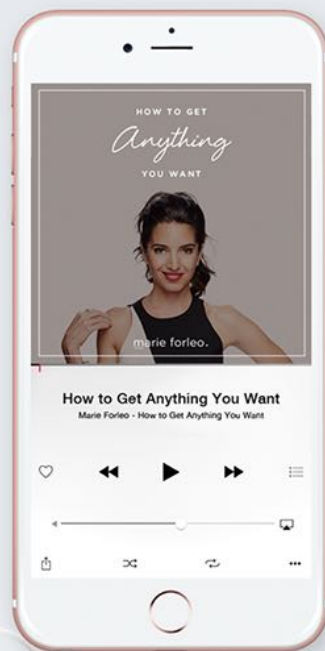 HOW TO GET
Anything
YOU WANT
marie forleo.
How to Get Anything You Want
Marie Forleo - How to Get Anything You Want